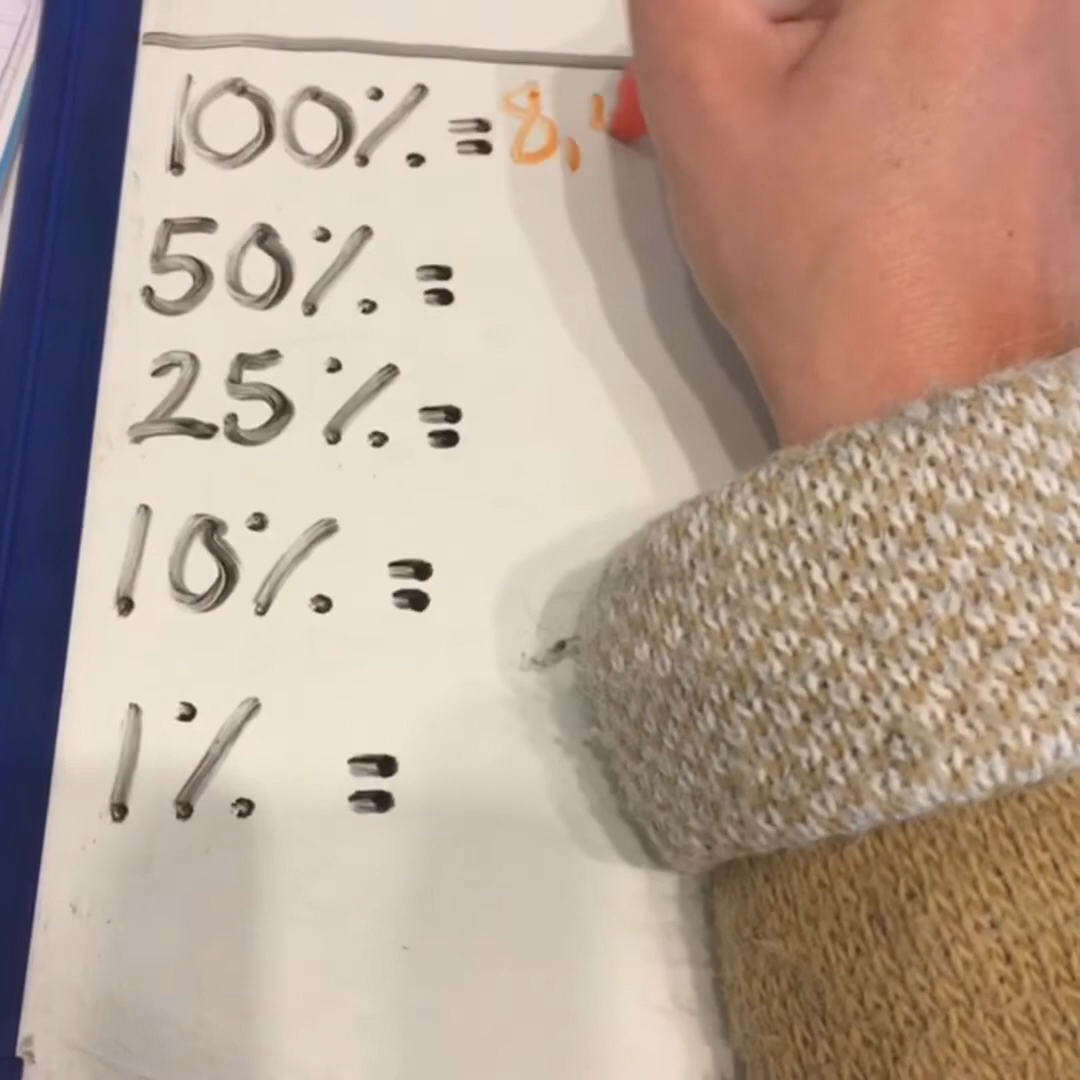 100% = 8,
50% =
25% =
10% =
1% =